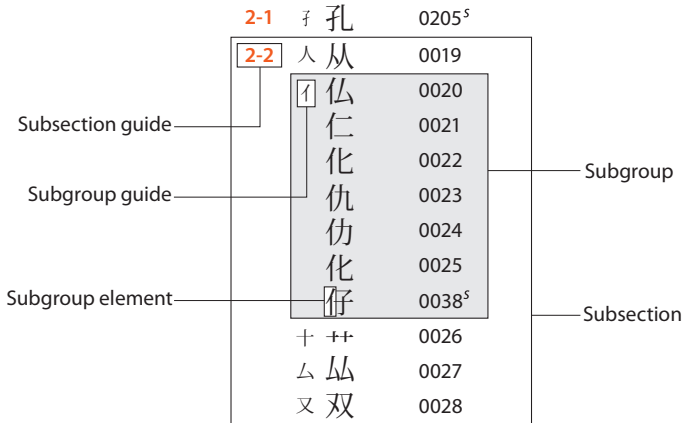 2-1 孑 孔 0205s
2-2 人 从 0019
亻 仏 0020
仁 0021
Subsection guide
化 0022
Subgroup
Subgroup guide
仇 0023
仂 0024
化 0025
Subgroup element
仔 0038s
Subsection
十 艹 0026
厶 厸 0027
又 双 0028